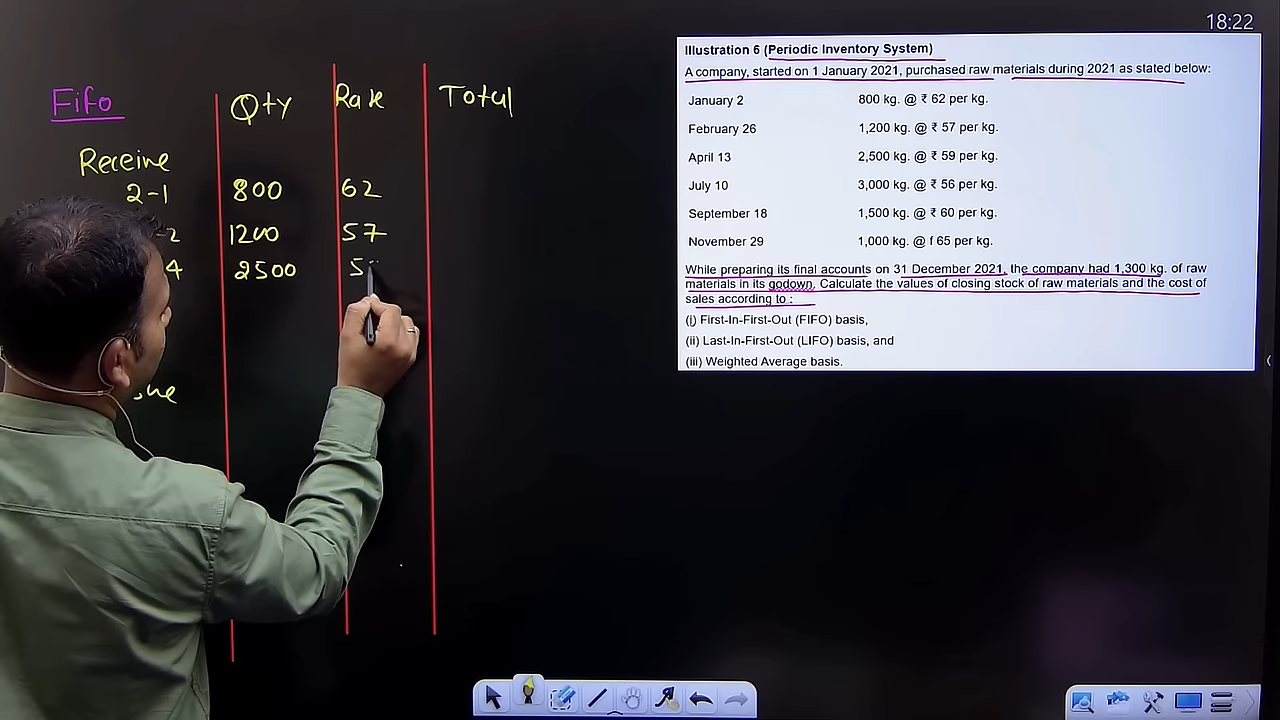 18:22
Fifo
Qty
Rate
Total
Receive
2-1
800
62
2
1200
57
4
2500
5
Illustration 6 (Periodic Inventory System)
A company, started on 1 January 2021, purchased raw materials during 2021 as stated below:
January 2 800 kg. @ ₹ 62 per kg.
February 26 1,200 kg. @ ₹ 57 per kg.
April 13 2,500 kg. @ ₹ 59 per kg.
July 10 3,000 kg. @ ₹ 56 per kg.
September 18 1,500 kg. @ ₹ 60 per kg.
November 29 1,000 kg. @ f 65 per kg.
While preparing its final accounts on 31 December 2021, the company had 1,300 kg. of raw
materials in its godown. Calculate the values of closing stock of raw materials and the cost of
sales according to :
(i) First-In-First-Out (FIFO) basis,
(ii) Last-In-First-Out (LIFO) basis, and
(iii) Weighted Average basis.